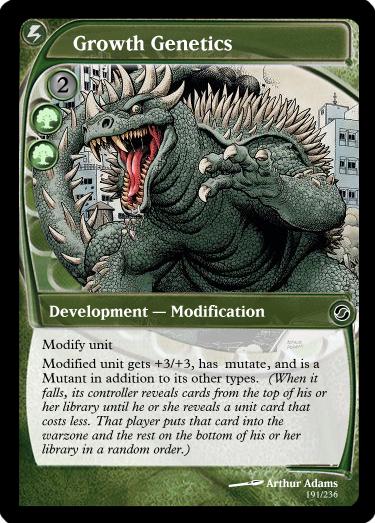 Growth Genetics
2
Development — Modification
Modify unit
Modified unit gets +3/+3, has mutate, and is a
Mutant in addition to its other types. (When it
falls, its controller reveals cards from the top of his or
her library until he or she reveals a unit card that
costs less. That player puts that card into the
warzone and the rest on the bottom of his or her
library in a random order.)
Arthur Adams
191/236